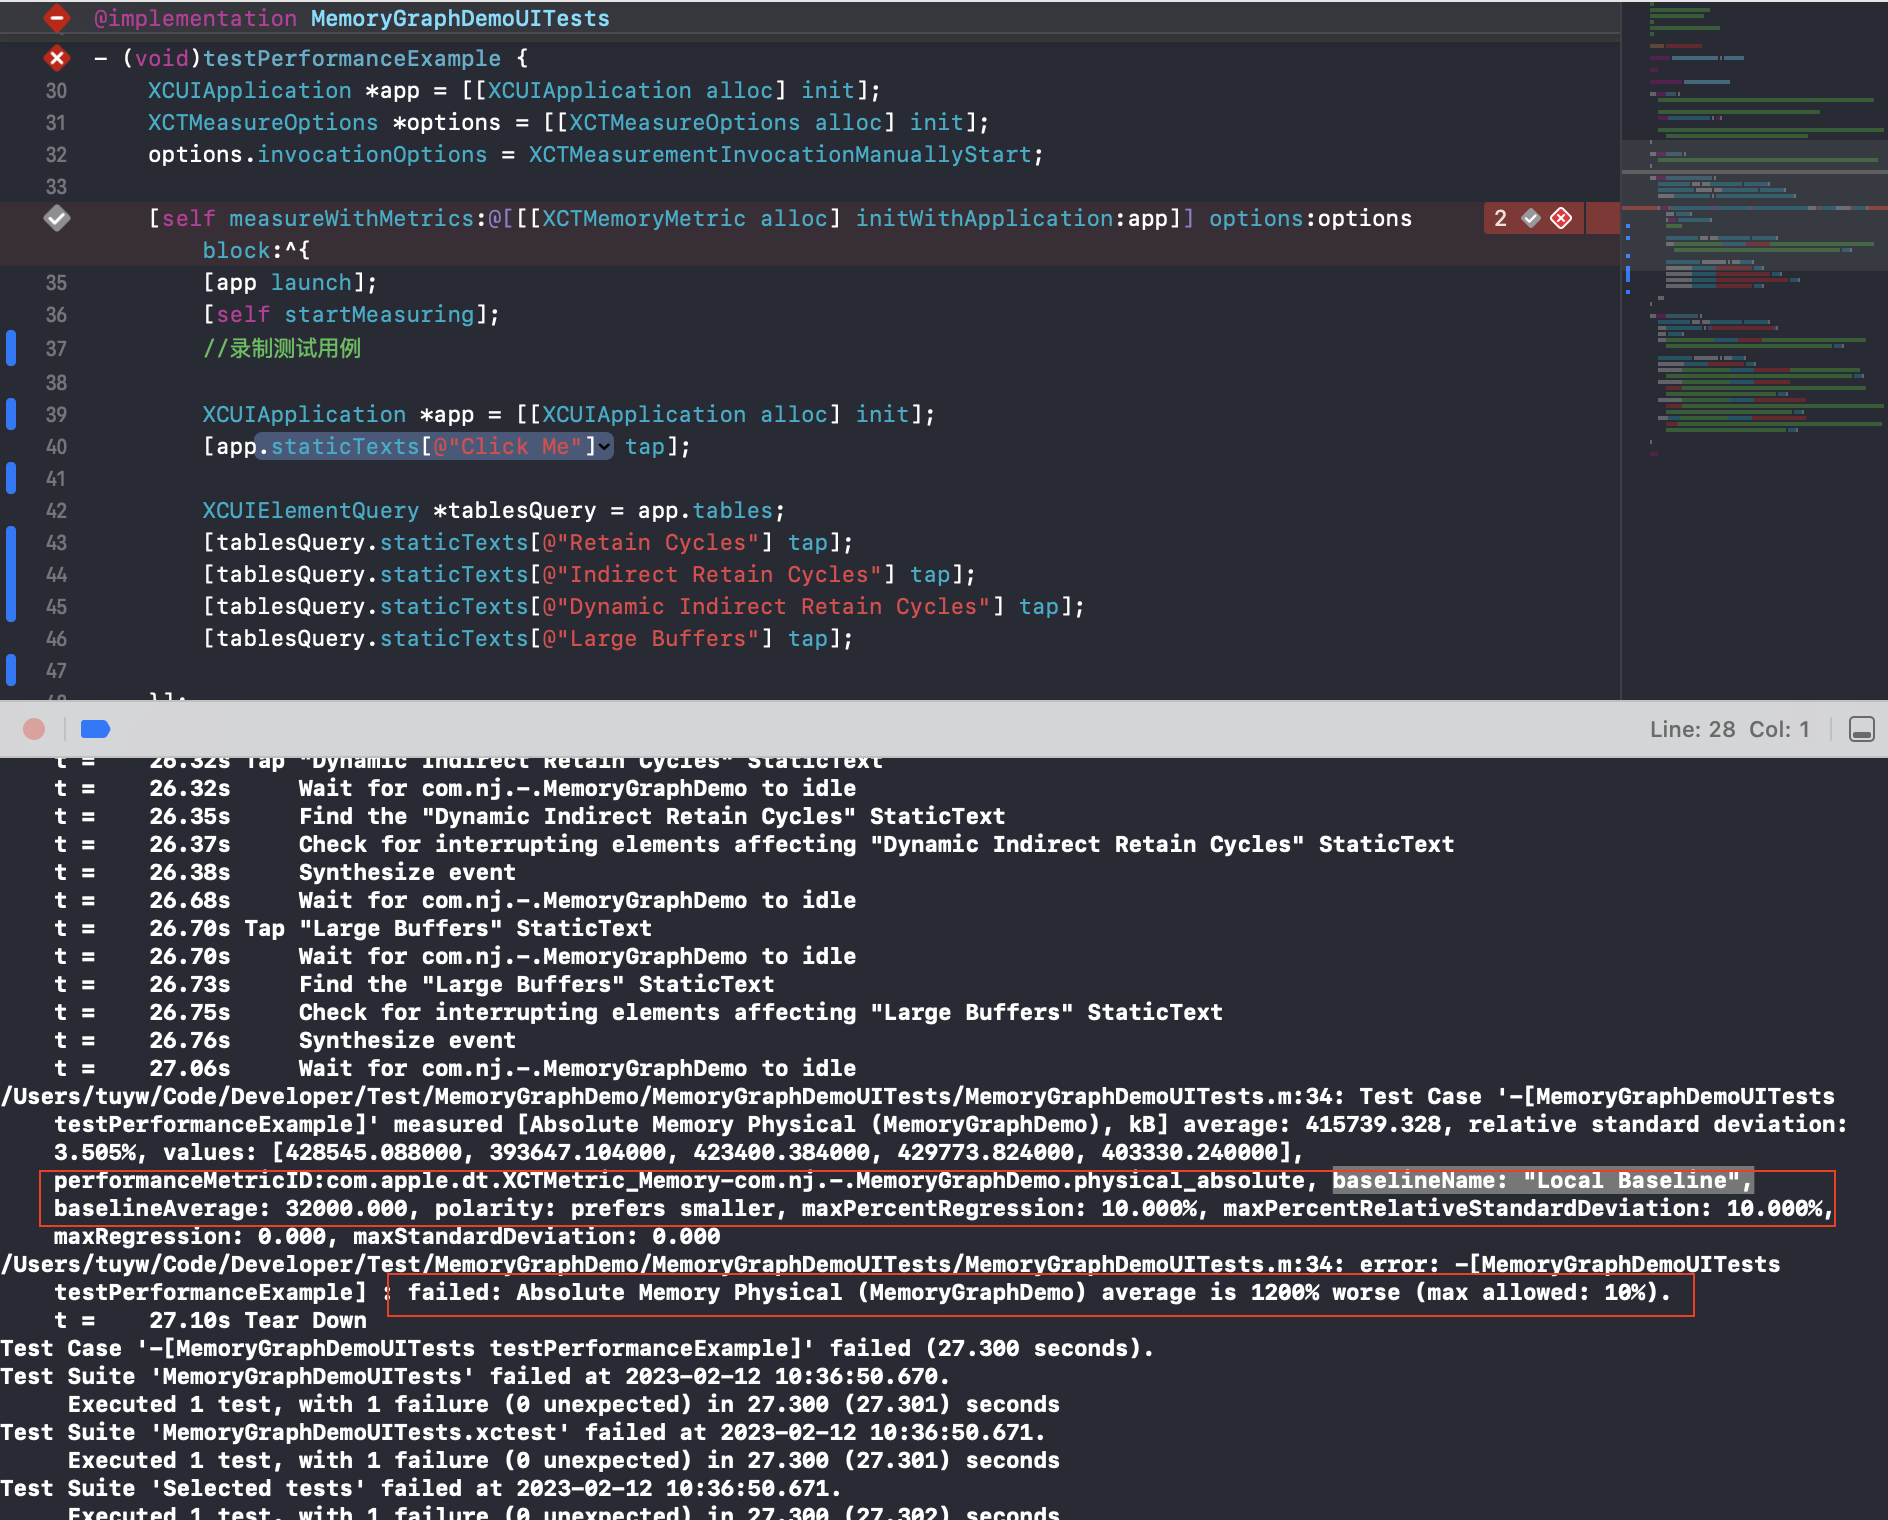 @implementation MemoryGraphDemoUITests
- (void)testPerformanceExample {
30 XCUIApplication *app = [[XCUIApplication alloc] init];
31 XCTMeasureOptions *options = [[XCTMeasureOptions alloc] init];
32 options.invocationOptions = XCTMeasurementInvocationManuallyStart;
33
[self measureWithMetrics:@[[[XCTMemoryMetric alloc] initWithApplication:app]] options:options 2
block:^{
35 [app launch];
36 [self startMeasuring];
37 //录制测试用例
38
39 XCUIApplication *app = [[XCUIApplication alloc] init];
40 [app.staticTexts[@"Click Me"] tap];
41
42 XCUIElementQuery *tablesQuery = app.tables;
43 [tablesQuery.staticTexts[@"Retain Cycles"] tap];
44 [tablesQuery.staticTexts[@"Indirect Retain Cycles"] tap];
45 [tablesQuery.staticTexts[@"Dynamic Indirect Retain Cycles"] tap];
46 [tablesQuery.staticTexts[@"Large Buffers"] tap];
47
48 }];
Line: 28 Col: 1
t = 26.32s Tap "Dynamic Indirect Retain Cycles" StaticText
t = 26.32s Wait for com.nj.-.MemoryGraphDemo to idle
t = 26.35s Find the "Dynamic Indirect Retain Cycles" StaticText
t = 26.37s Check for interrupting elements affecting "Dynamic Indirect Retain Cycles" StaticText
t = 26.38s Synthesize event
t = 26.68s Wait for com.nj.-.MemoryGraphDemo to idle
t = 26.70s Tap "Large Buffers" StaticText
t = 26.70s Wait for com.nj.-.MemoryGraphDemo to idle
t = 26.73s Find the "Large Buffers" StaticText
t = 26.75s Check for interrupting elements affecting "Large Buffers" StaticText
t = 26.76s Synthesize event
t = 27.06s Wait for com.nj.-.MemoryGraphDemo to idle
/Users/tuyw/Code/Developer/Test/MemoryGraphDemo/MemoryGraphDemoUITests/MemoryGraphDemoUITests.m:34: Test Case '-[MemoryGraphDemoUITests
testPerformanceExample]' measured [Absolute Memory Physical (MemoryGraphDemo), kB] average: 415739.328, relative standard deviation:
3.505%, values: [428545.088000, 393647.104000, 423400.384000, 429773.824000, 403330.240000],
performanceMetricID:com.apple.dt.XCTMetric_Memory-com.nj.-.MemoryGraphDemo.physical_absolute, baselineName: "Local Baseline",
baselineAverage: 32000.000, polarity: prefers smaller, maxPercentRegression: 10.000%, maxPercentRelativeStandardDeviation: 10.000%,
maxRegression: 0.000, maxStandardDeviation: 0.000
/Users/tuyw/Code/Developer/Test/MemoryGraphDemo/MemoryGraphDemoUITests/MemoryGraphDemoUITests.m:34: error: -[MemoryGraphDemoUITests
testPerformanceExample] : failed: Absolute Memory Physical (MemoryGraphDemo) average is 1200% worse (max allowed: 10%).
t = 27.10s Tear Down
Test Case '-[MemoryGraphDemoUITests testPerformanceExample]' failed (27.300 seconds).
Test Suite 'MemoryGraphDemoUITests' failed at 2023-02-12 10:36:50.670.
Executed 1 test, with 1 failure (0 unexpected) in 27.300 (27.301) seconds
Test Suite 'MemoryGraphDemoUITests.xctest' failed at 2023-02-12 10:36:50.671.
Executed 1 test, with 1 failure (0 unexpected) in 27.300 (27.301) seconds
Test Suite 'Selected tests' failed at 2023-02-12 10:36:50.671.
Executed 1 test, with 1 failure (0 unexpected) in 27.300 (27.302) seconds